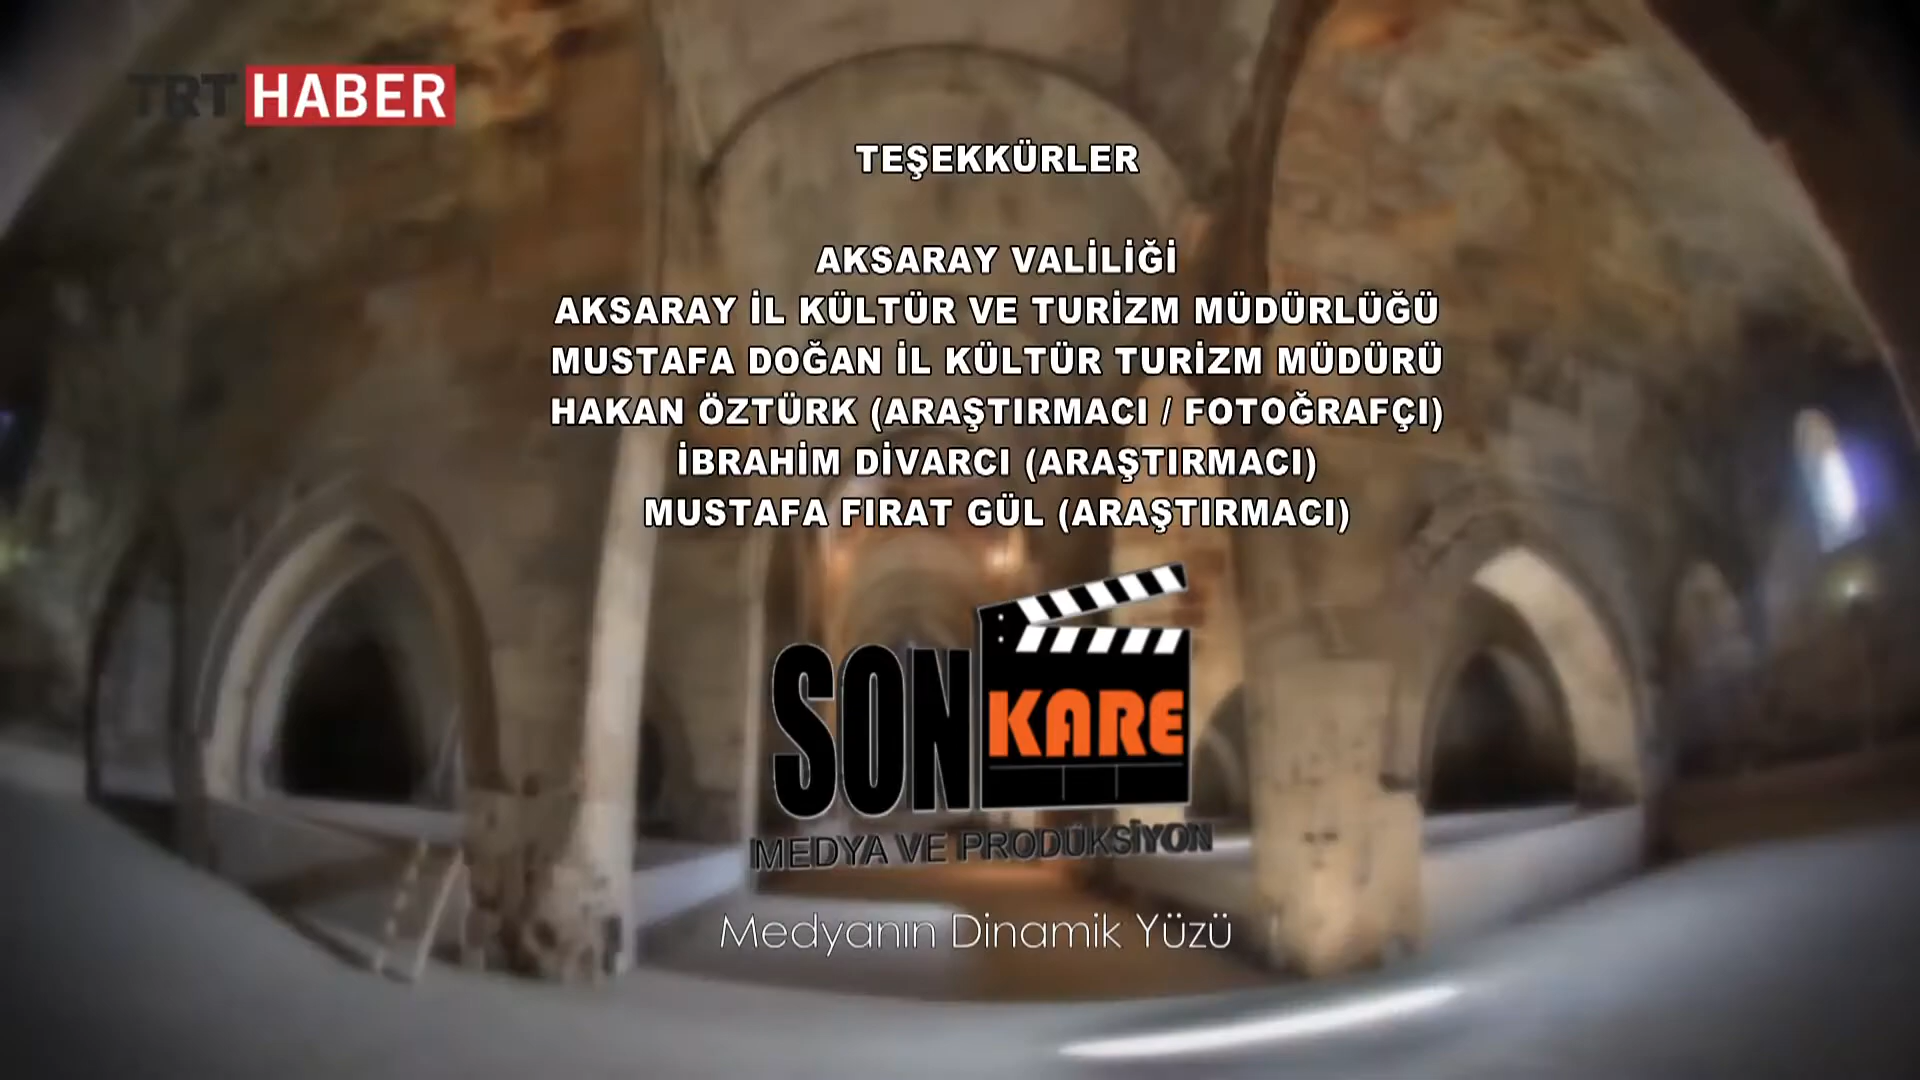 TRT HABER
TEŞEKKÜRLER
AKSARAY VALİLİĞİ
AKSARAY İL KÜLTÜR VE TURİZM MÜDÜRLÜĞÜ
MUSTAFA DOĞAN İL KÜLTÜR TURİZM MÜDÜRÜ
HAKAN ÖZTÜRK (ARAŞTIRMACI / FOTOĞRAFÇI)
İBRAHİM DİVARCI (ARAŞTIRMACI)
MUSTAFA FIRAT GÜL (ARAŞTIRMACI)
SON KARE
MEDYA VE PRODÜKSİYON
Medyanın Dinamik Yüzü